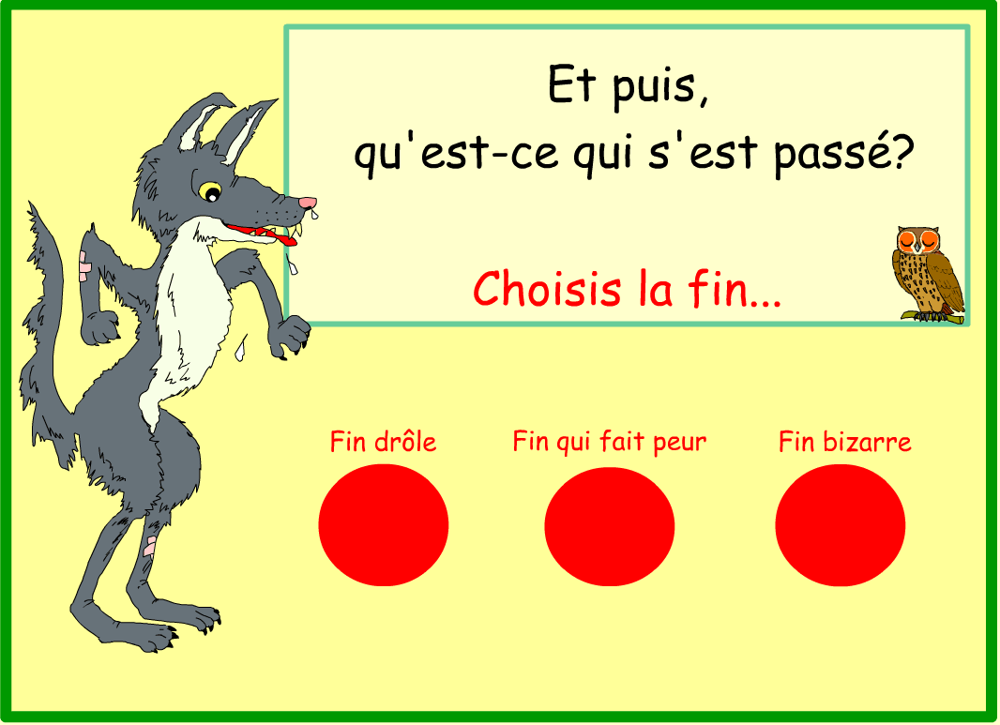 Et puis,
qu'est-ce qui s'est passé?
Choisis la fin...
Fin drôle
Fin qui fait peur
Fin bizarre